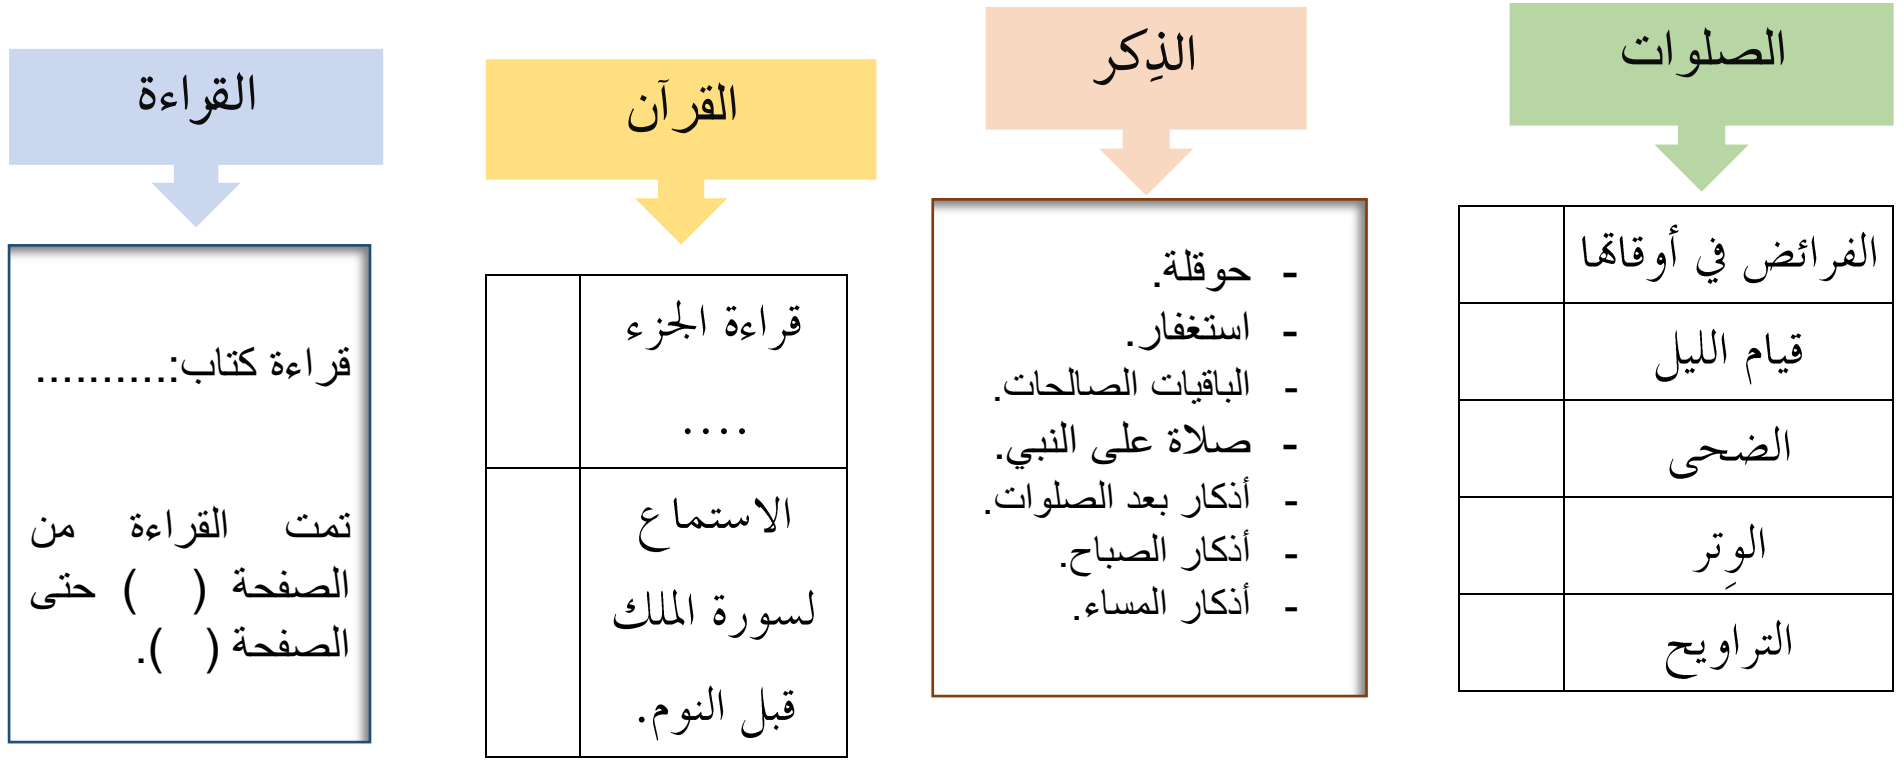 الصلوات
الفرائض في أوقاتها
قيام الليل
الضحى
الوِتر
التراويح
الذِكر
- حوقلة.
- استغفار.
- الباقيات الصالحات.
- صلاة على النبي.
- أذكار بعد الصلوات.
- أذكار الصباح.
- أذكار المساء.
القرآن
قراءة الجزء
....
الاستماع
لسورة الملك
قبل النوم.
القراءة
قراءة كتاب:...........
تمت القراءة من
الصفحة (   ) حتى
الصفحة (   ).